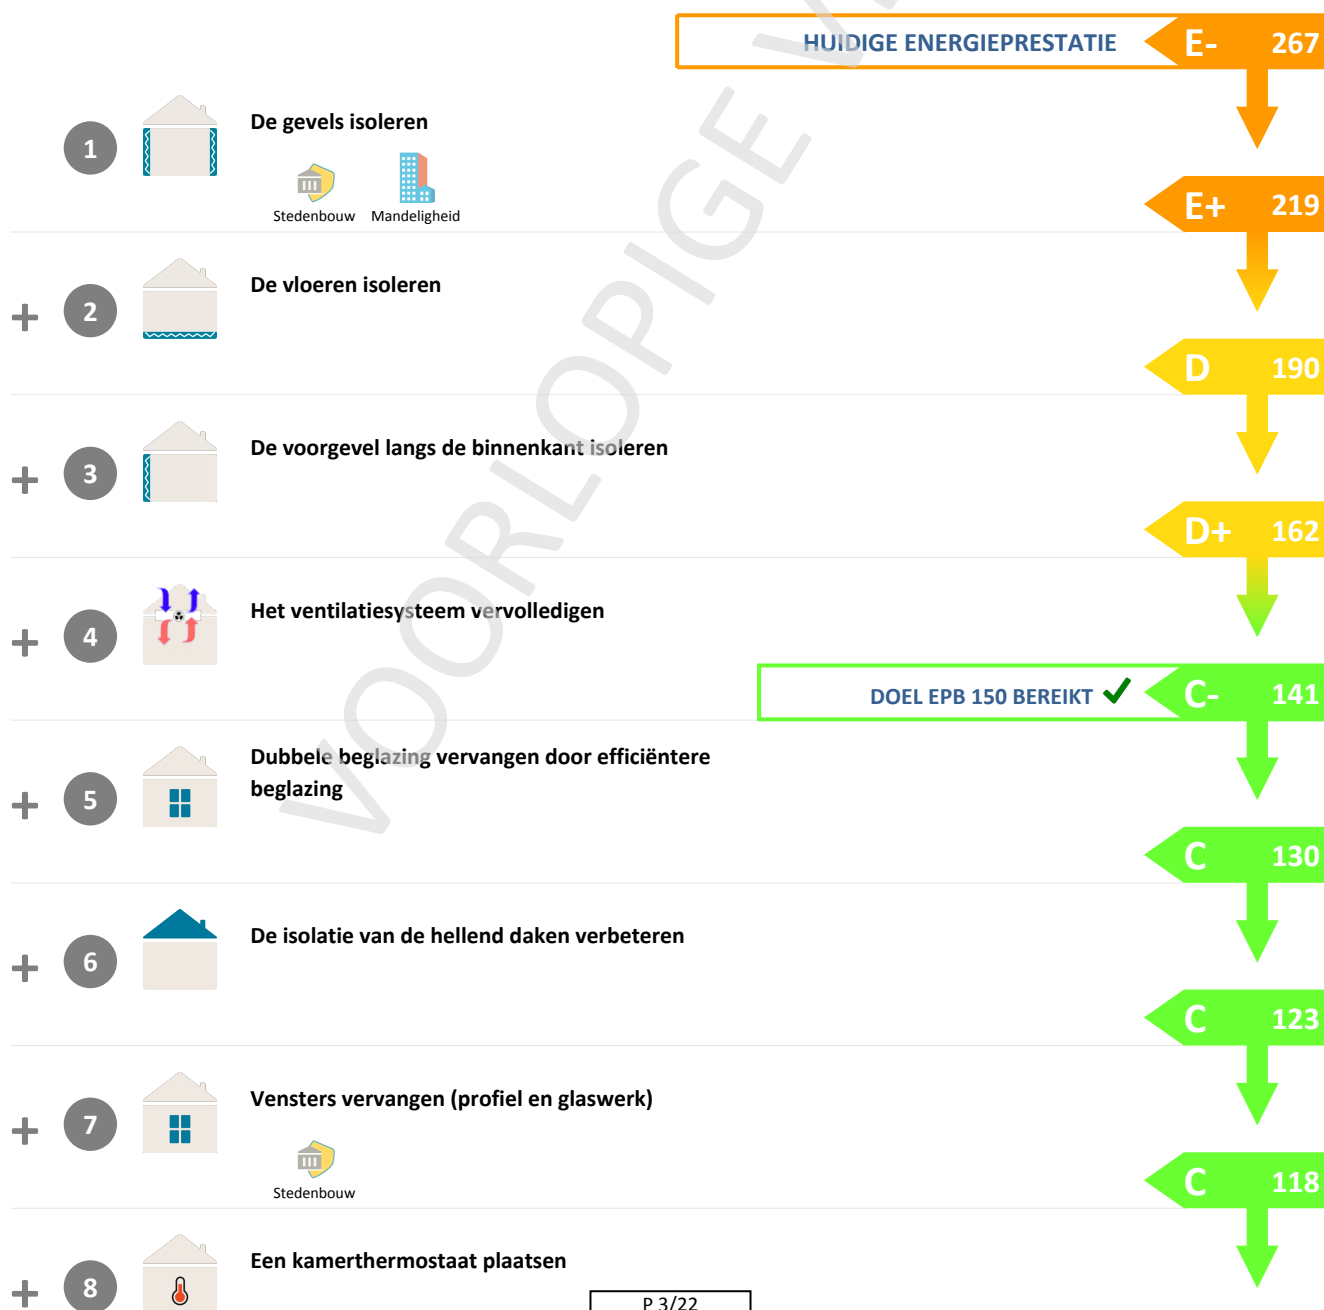 HUIDIGE ENERGIEPRESTATIE E- 267
1 De gevels isoleren
Stedenbouw Mandeligheid
E+ 219
+ 2 De vloeren isoleren
D 190
+ 3 De voorgevel langs de binnenkant isoleren
D+ 162
+ 4 Het ventilatiesysteem vervolledigen
DOEL EPB 150 BEREIKT C- 141
+ 5 Dubbele beglazing vervangen door efficiëntere
beglazing
C 130
+ 6 De isolatie van de hellend daken verbeteren
C 123
+ 7 Vensters vervangen (profiel en glaswerk)
Stedenbouw
C 118
+ 8 Een kamerthermostaat plaatsen
P 3/22
VOORLOPIGE